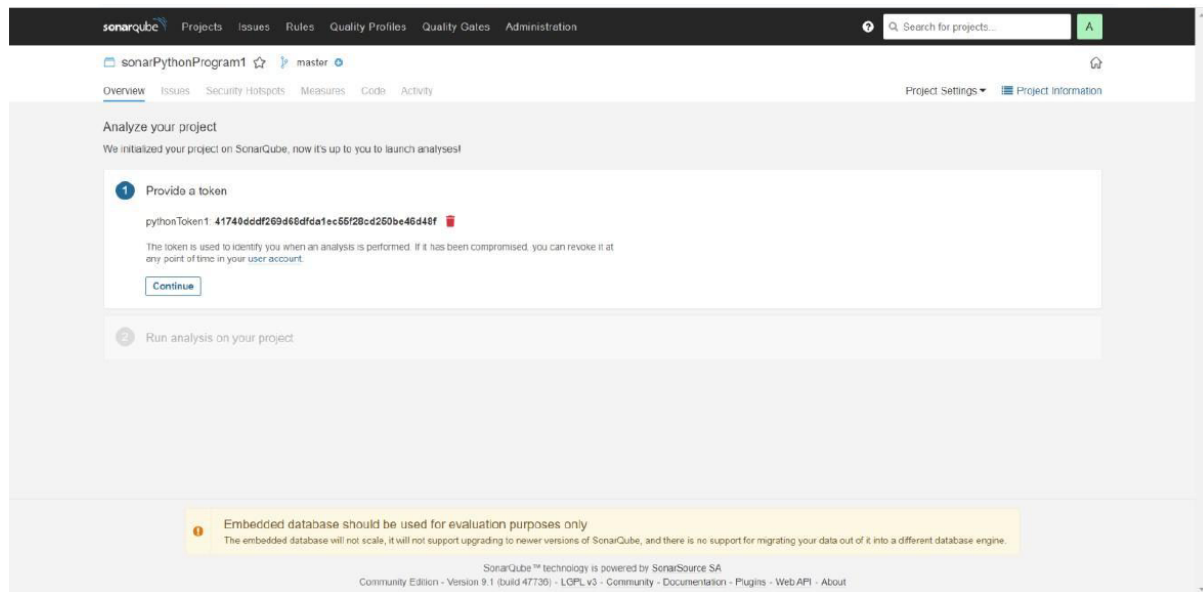 sonarqube Projects Issues Rules Quality Profiles Quality Gates Administration Search for projects... A
sonarPythonProgram1 master
Overview Issues Security Hotspots Measures Code Activity Project Settings Project Information
Analyze your project
We initialized your project on SonarQube, now it's up to you to launch analyses!
1 Provide a token
pythonToken1: 41740dddf269d68dfda1ec55f28cd250be46d48f
The token is used to identify you when an analysis is performed. If it has been compromised, you can revoke it at
any point of time in your user account.
Continue
2 Run analysis on your project
Embedded database should be used for evaluation purposes only
The embedded database will not scale, it will not support upgrading to newer versions of SonarQube, and there is no support for migrating your data out of it into a different database engine.
SonarQube™ technology is powered by SonarSource SA
Community Edition - Version 9.1 (build 47736) - LGPL v3 - Community - Documentation - Plugins - Web API - About